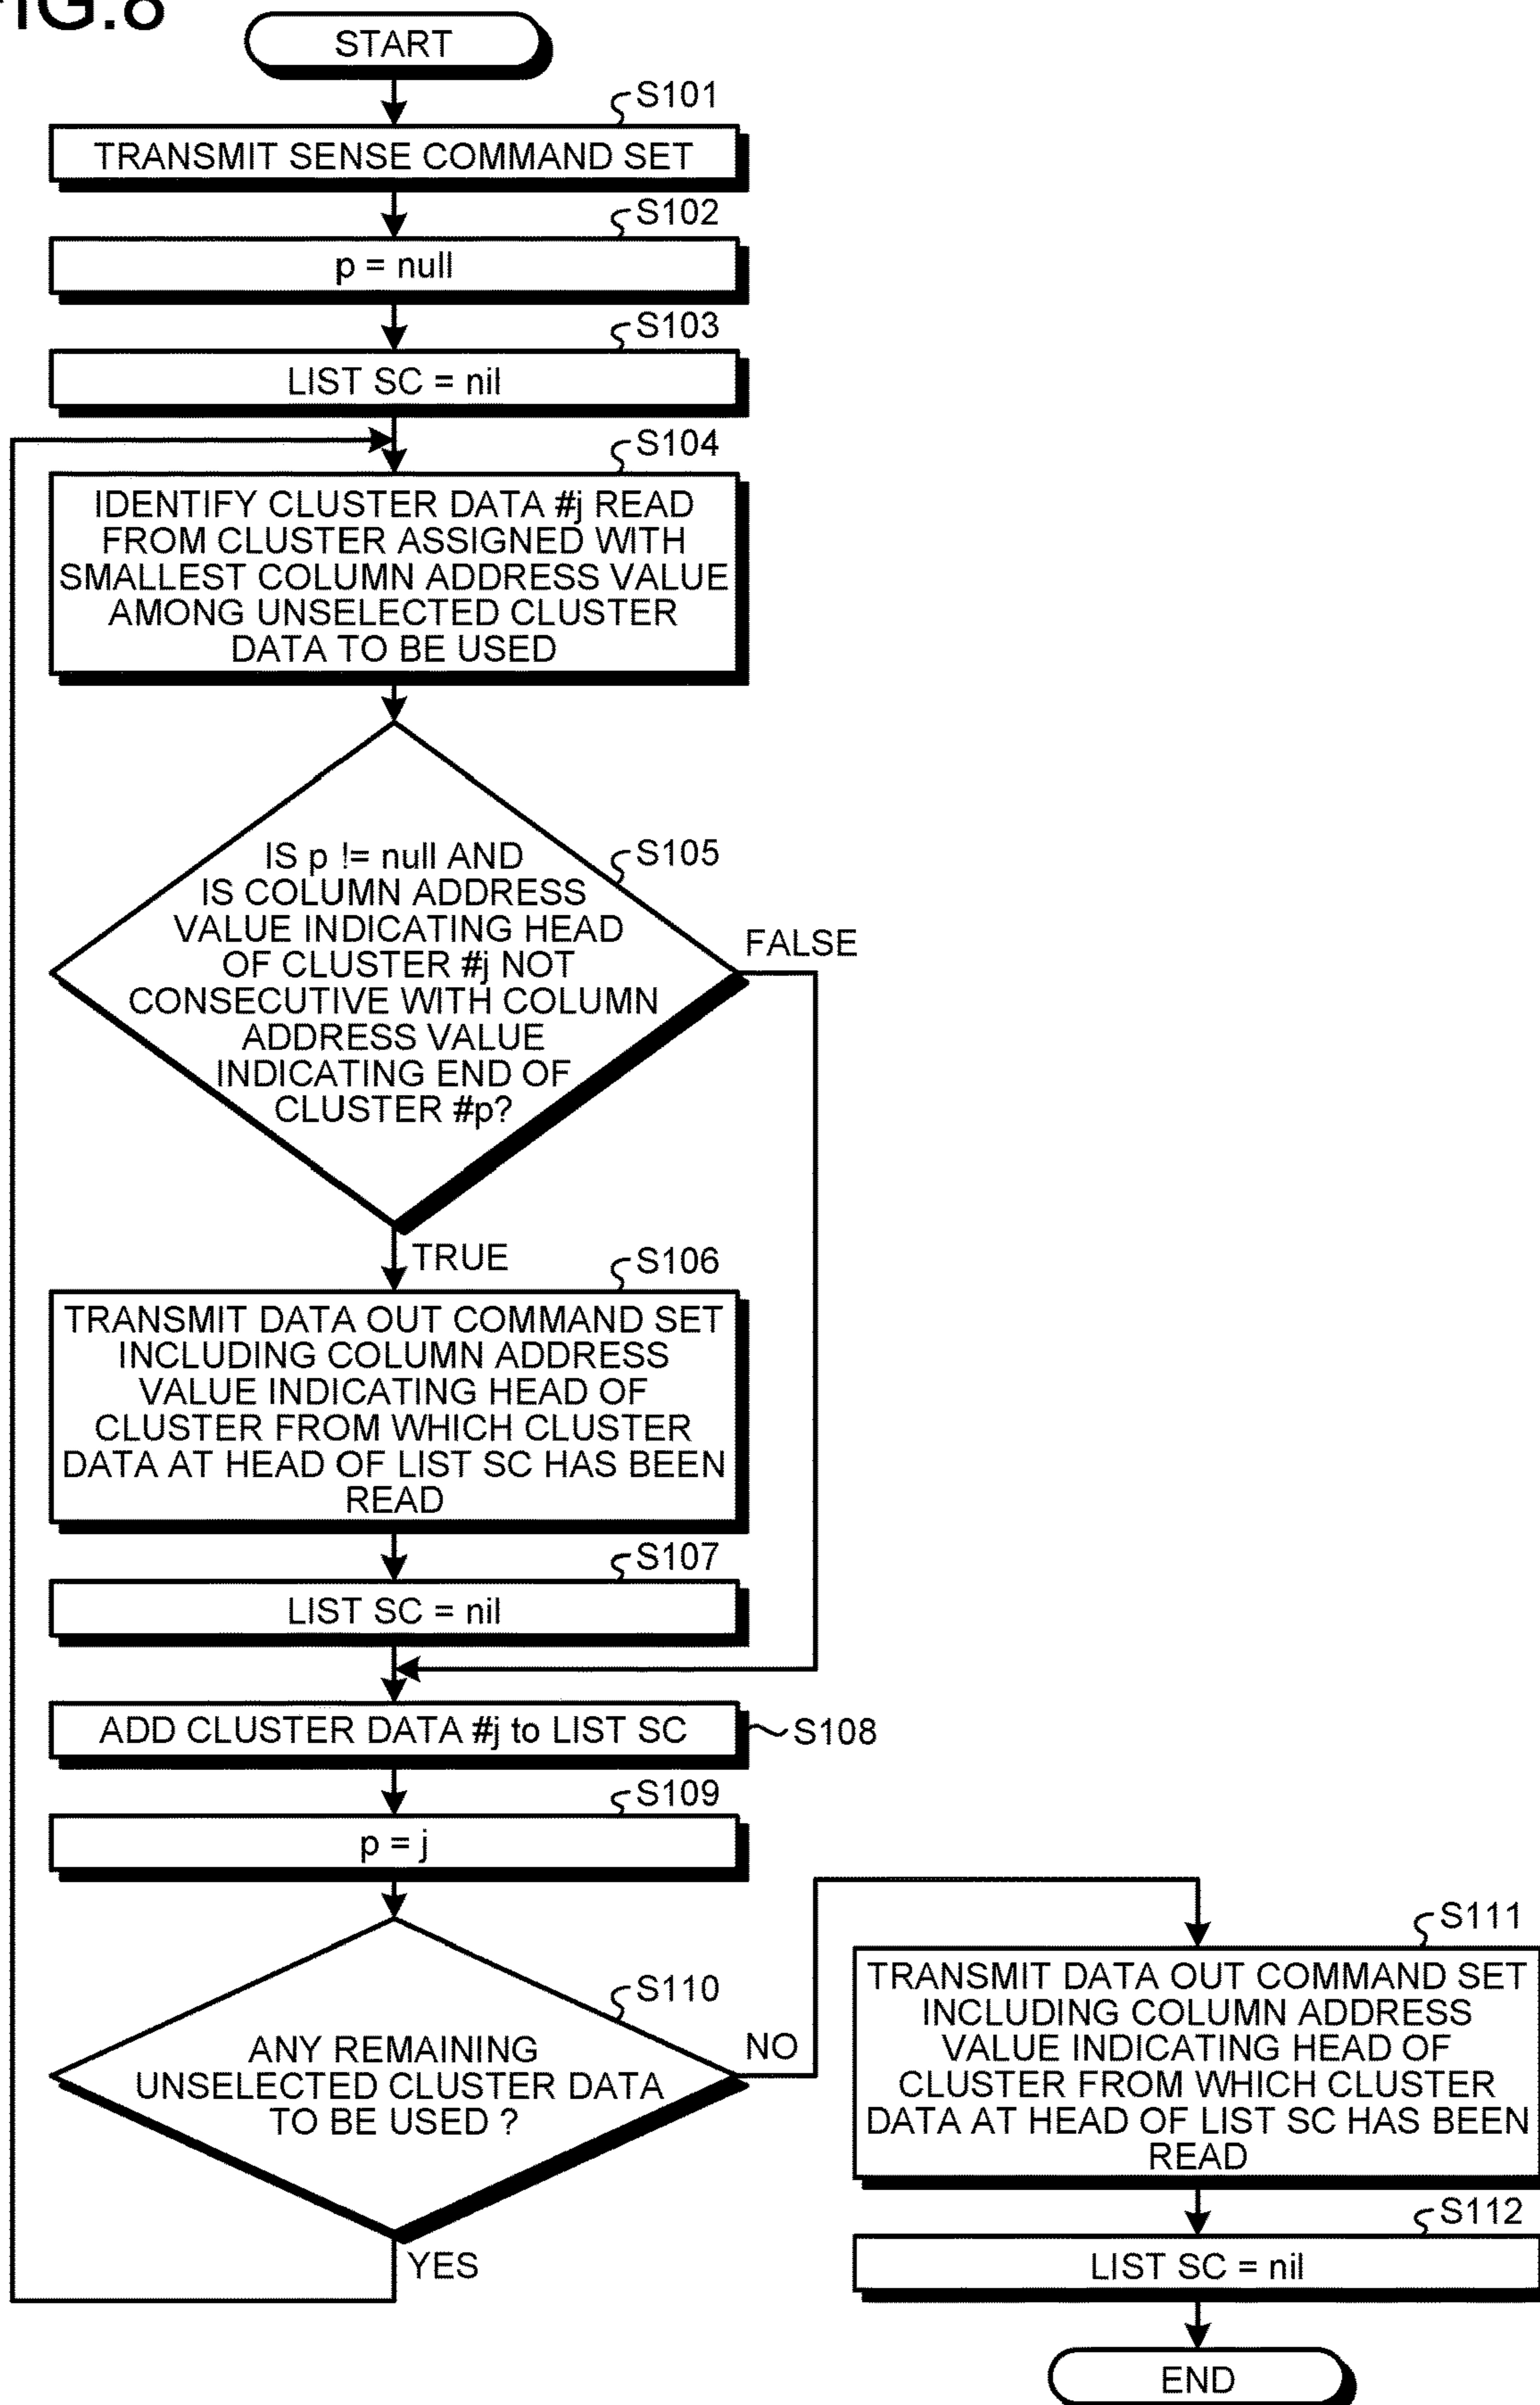 FIG.8
START
S101
TRANSMIT SENSE COMMAND SET
S102
p = null
S103
LIST SC = nil
S104
IDENTIFY CLUSTER DATA #j READ
FROM CLUSTER ASSIGNED WITH
SMALLEST COLUMN ADDRESS VALUE
AMONG UNSELECTED CLUSTER
DATA TO BE USED
S105
IS p != null AND
IS COLUMN ADDRESS
VALUE INDICATING HEAD
OF CLUSTER #j NOT
CONSECUTIVE WITH COLUMN
ADDRESS VALUE
INDICATING END OF
CLUSTER #p?
FALSE
TRUE
S106
TRANSMIT DATA OUT COMMAND SET
INCLUDING COLUMN ADDRESS
VALUE INDICATING HEAD OF
CLUSTER FROM WHICH CLUSTER
DATA AT HEAD OF LIST SC HAS BEEN
READ
S107
LIST SC = nil
ADD CLUSTER DATA #j to LIST SC
S108
S109
p = j
S110
ANY REMAINING
UNSELECTED CLUSTER DATA
TO BE USED ?
NO
YES
S111
TRANSMIT DATA OUT COMMAND SET
INCLUDING COLUMN ADDRESS
VALUE INDICATING HEAD OF
CLUSTER FROM WHICH CLUSTER
DATA AT HEAD OF LIST SC HAS BEEN
READ
S112
LIST SC = nil
END